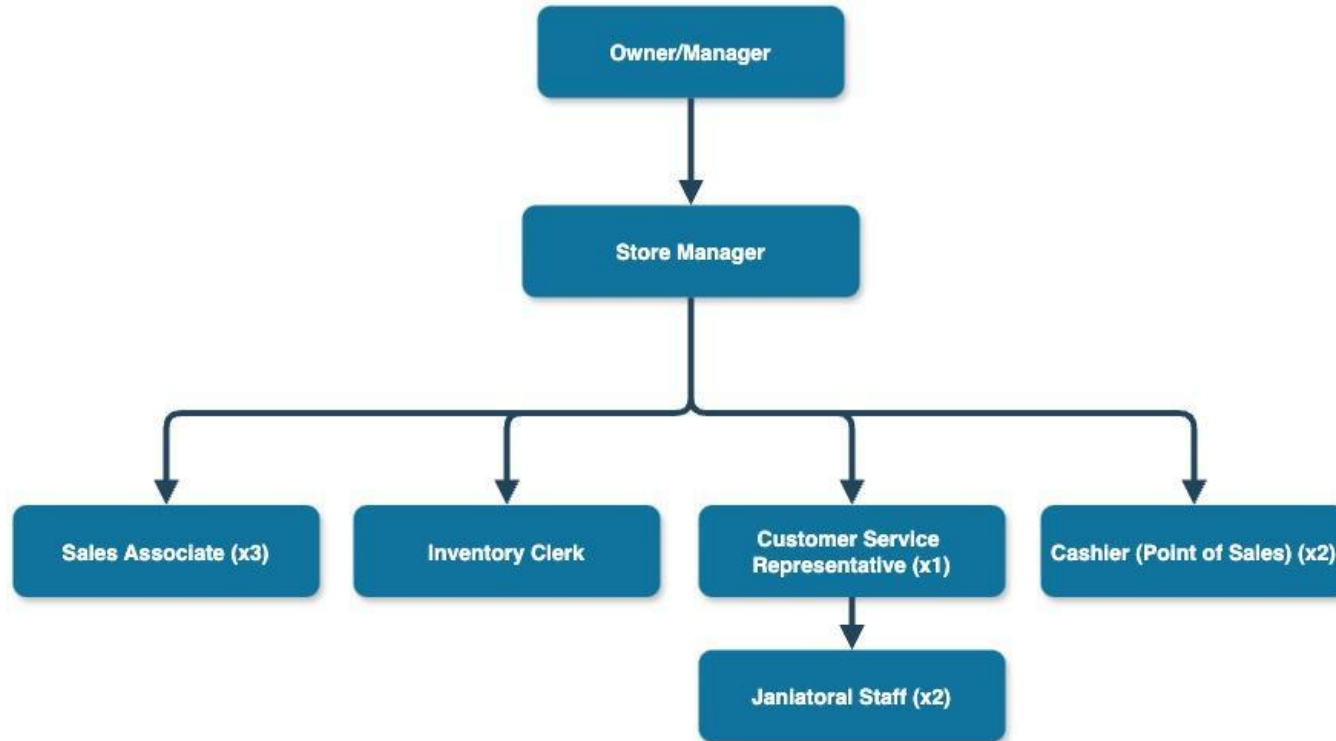 Owner/Manager
Store Manager
Sales Associate (x3)
Inventory Clerk
Customer Service
Representative (x1)
Cashier (Point of Sales) (x2)
Janiatoral Staff (x2)